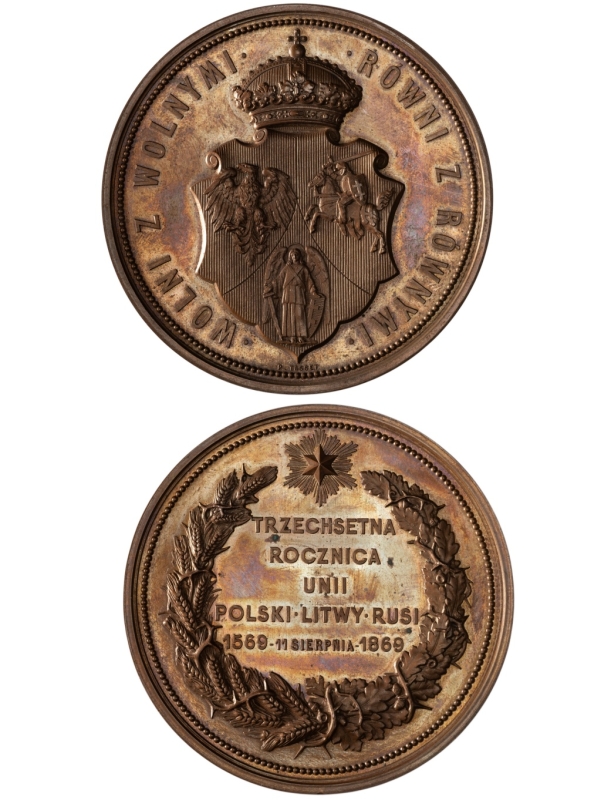 WOLNI Z WOLNYMI · RÓWNI Z RÓWNYMI ·
TRZECHSETNA
ROCZNICA
UNII
POLSKI · LITWY · RUSI
1569 - 11 SIERPNIA - 1869